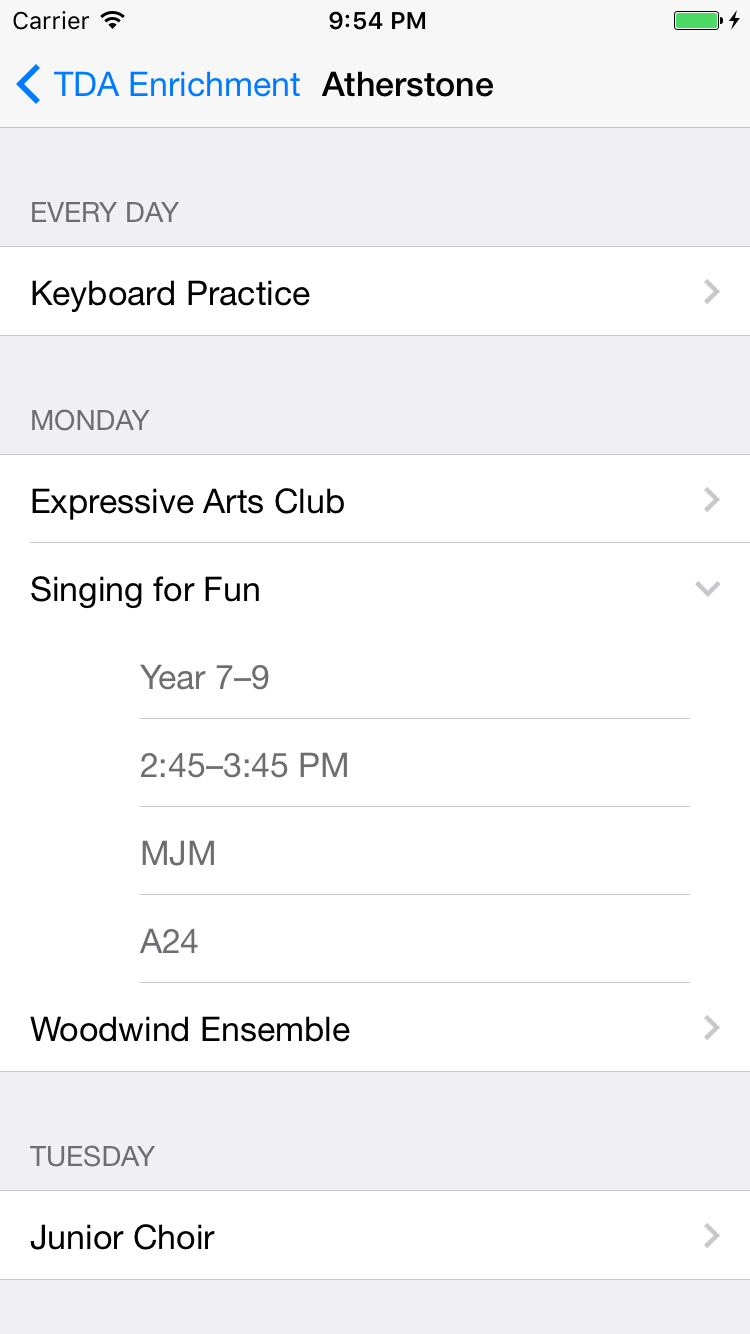 Carrier 9:54 PM
TDA Enrichment Atherstone
EVERY DAY
Keyboard Practice
MONDAY
Expressive Arts Club
Singing for Fun
Year 7–9
2:45–3:45 PM
MJM
A24
Woodwind Ensemble
TUESDAY
Junior Choir